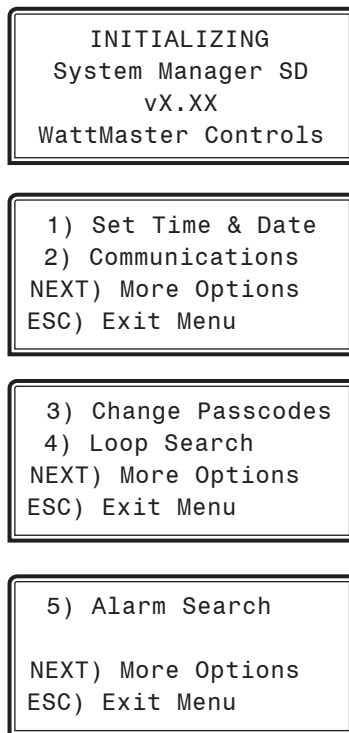 INITIALIZING
System Manager SD
vX.XX
WattMaster Controls
1) Set Time & Date
2) Communications
NEXT) More Options
ESC) Exit Menu
3) Change Passcodes
4) Loop Search
NEXT) More Options
ESC) Exit Menu
5) Alarm Search
NEXT) More Options
ESC) Exit Menu